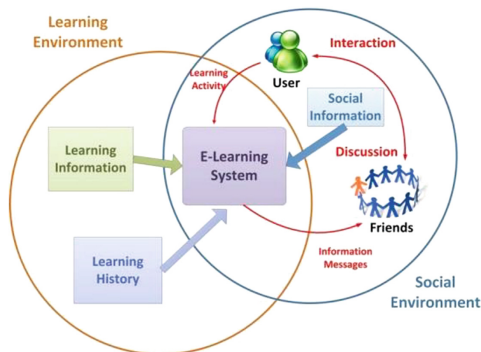 Learning
Environment
Interaction
Learning
Activity
User
Social
Information
Learning
Information
E-Learning
System
Discussion
Friends
Learning
History
Information
Messages
Social
Environment